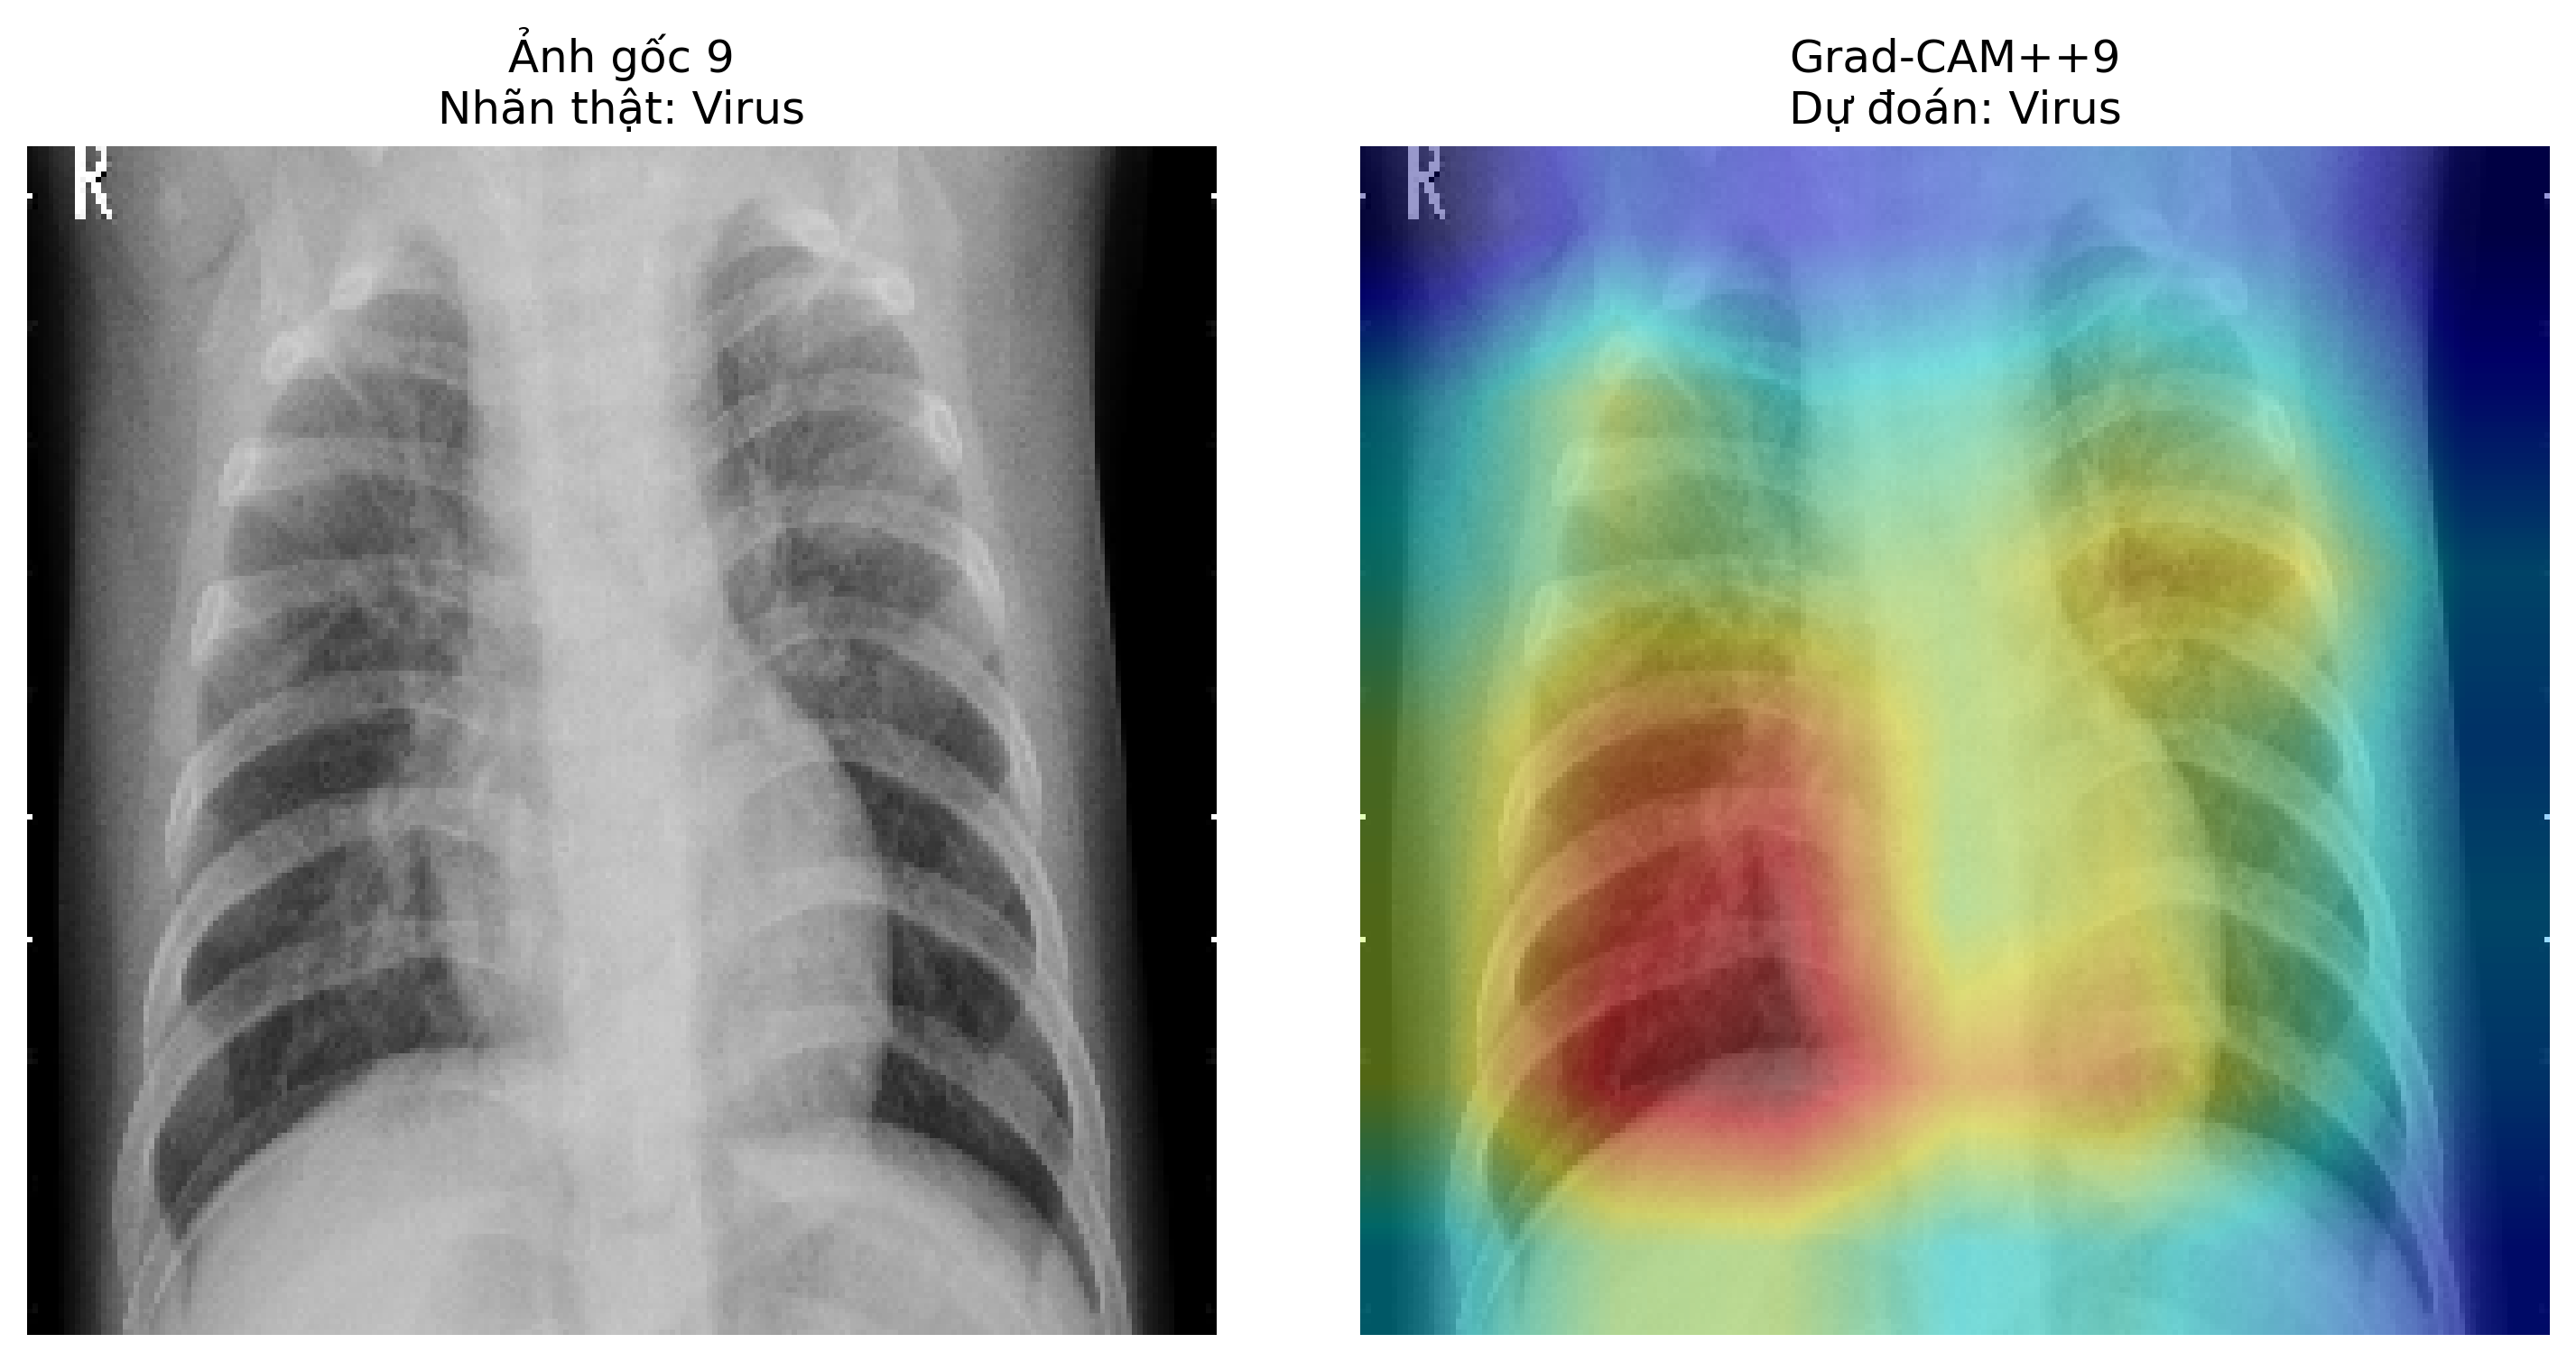 Ảnh gốc 9
Nhãn thật: Virus
Grad-CAM++9
Dự đoán: Virus
R
R